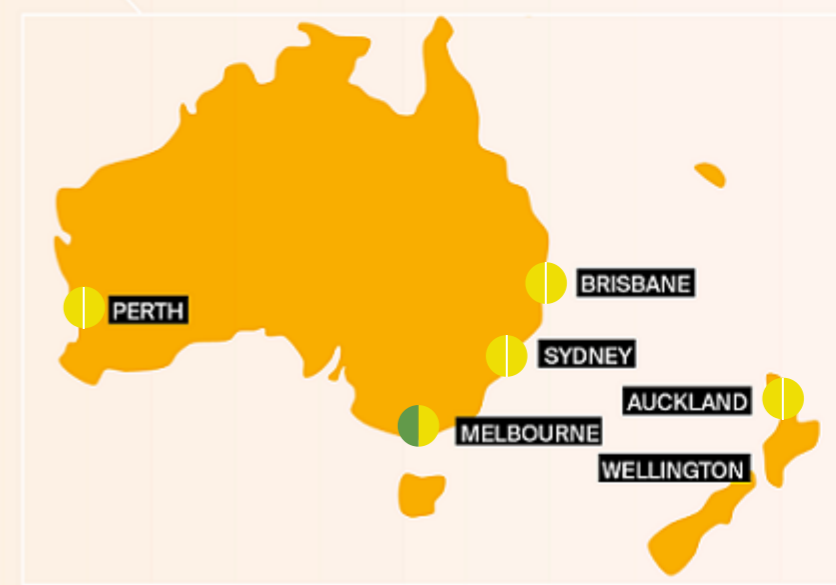 BRISBANE
PERTH
SYDNEY
AUCKLAND
MELBOURNE
WELLINGTON